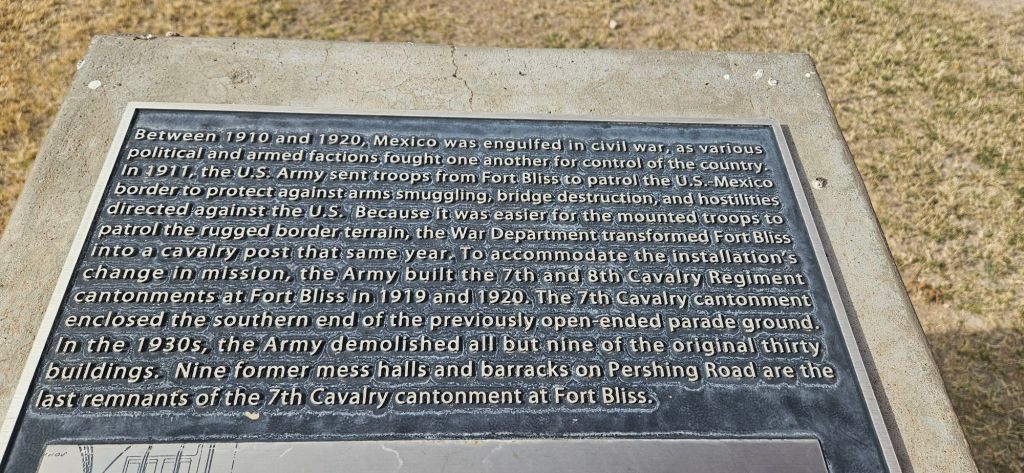 Between 1910 and 1920, Mexico was engulfed in civil war, as various
political and armed factions fought one another for control of the country.
In 1911, the U.S. Army sent troops from Fort Bliss to patrol the U.S.-Mexico
border to protect against arms smuggling, bridge destruction, and hostilities
directed against the U.S. Because it was easier for the mounted troops to
patrol the rugged border terrain, the War Department transformed Fort Bliss
into a cavalry post that same year. To accommodate the installation's
change in mission, the Army built the 7th and 8th Cavalry Regiment
cantonments at Fort Bliss in 1919 and 1920. The 7th Cavalry cantonment
enclosed the southern end of the previously open-ended parade ground.
In the 1930s, the Army demolished all but nine of the original thirty
buildings. Nine former mess halls and barracks on Pershing Road are the
last remnants of the 7th Cavalry cantonment at Fort Bliss.